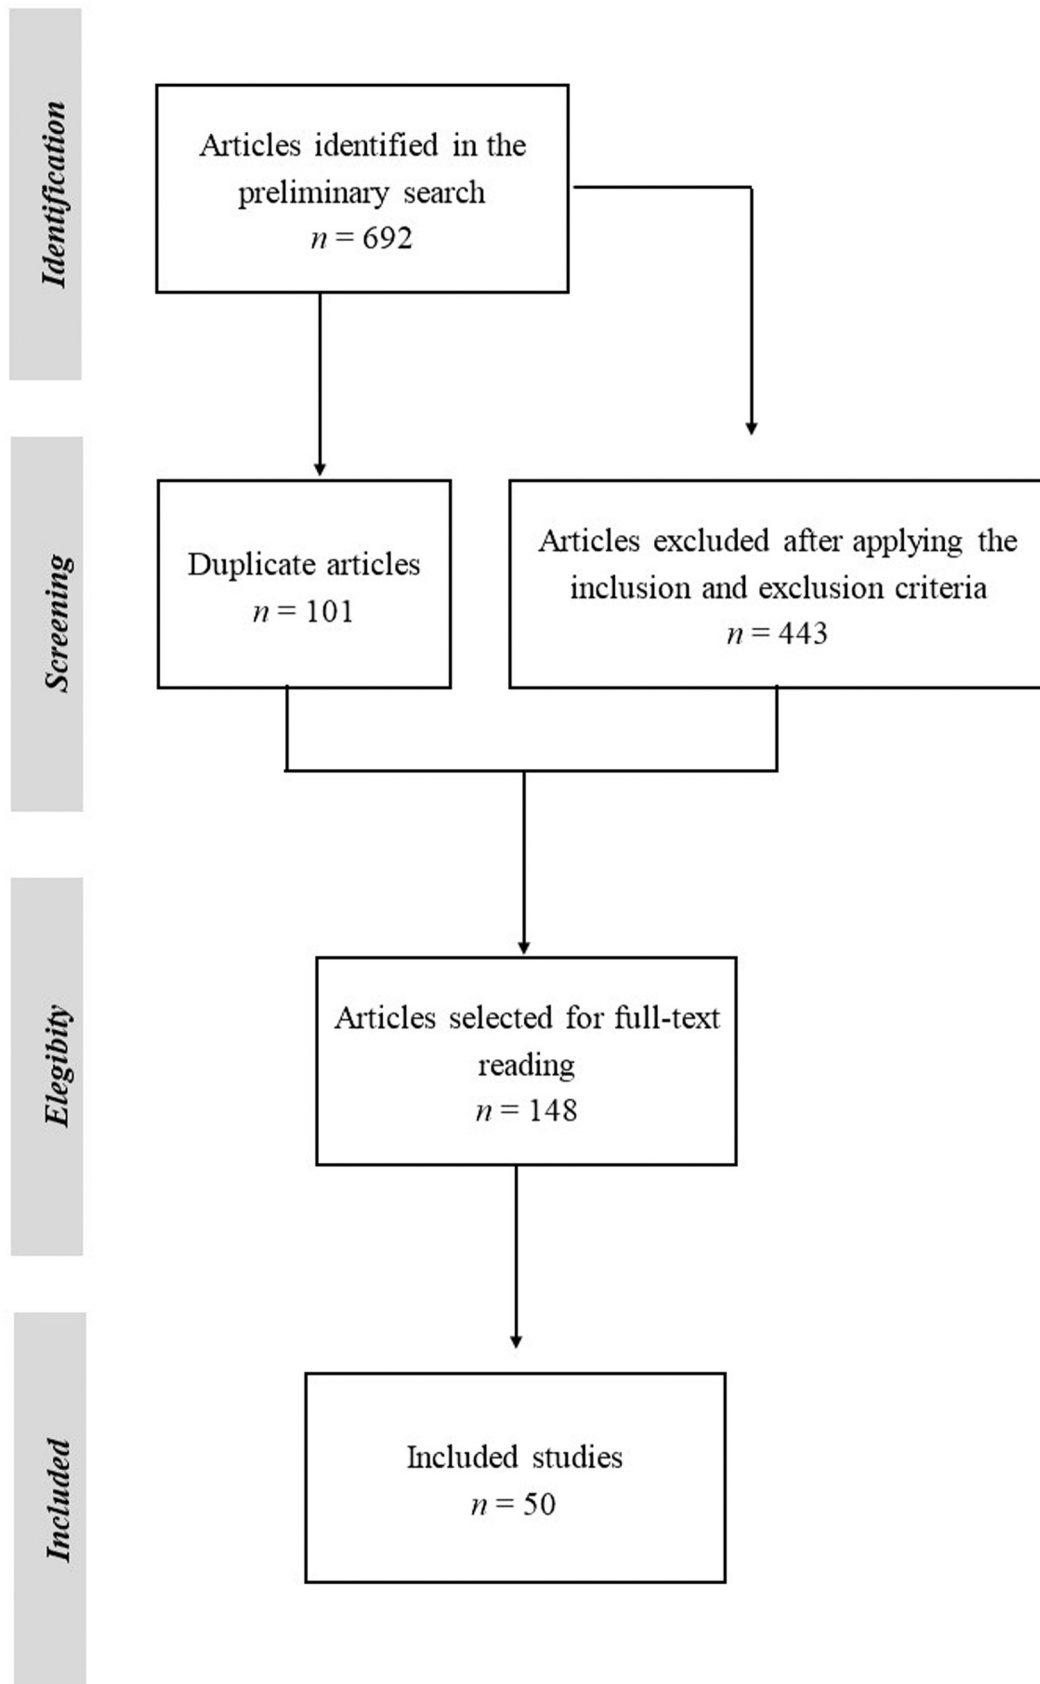 Identification
Articles identified in the
preliminary search
n = 692
Screening
Duplicate articles
n = 101
Articles excluded after applying the
inclusion and exclusion criteria
n = 443
Elegibity
Articles selected for full-text
reading
n = 148
Included
Included studies
n = 50